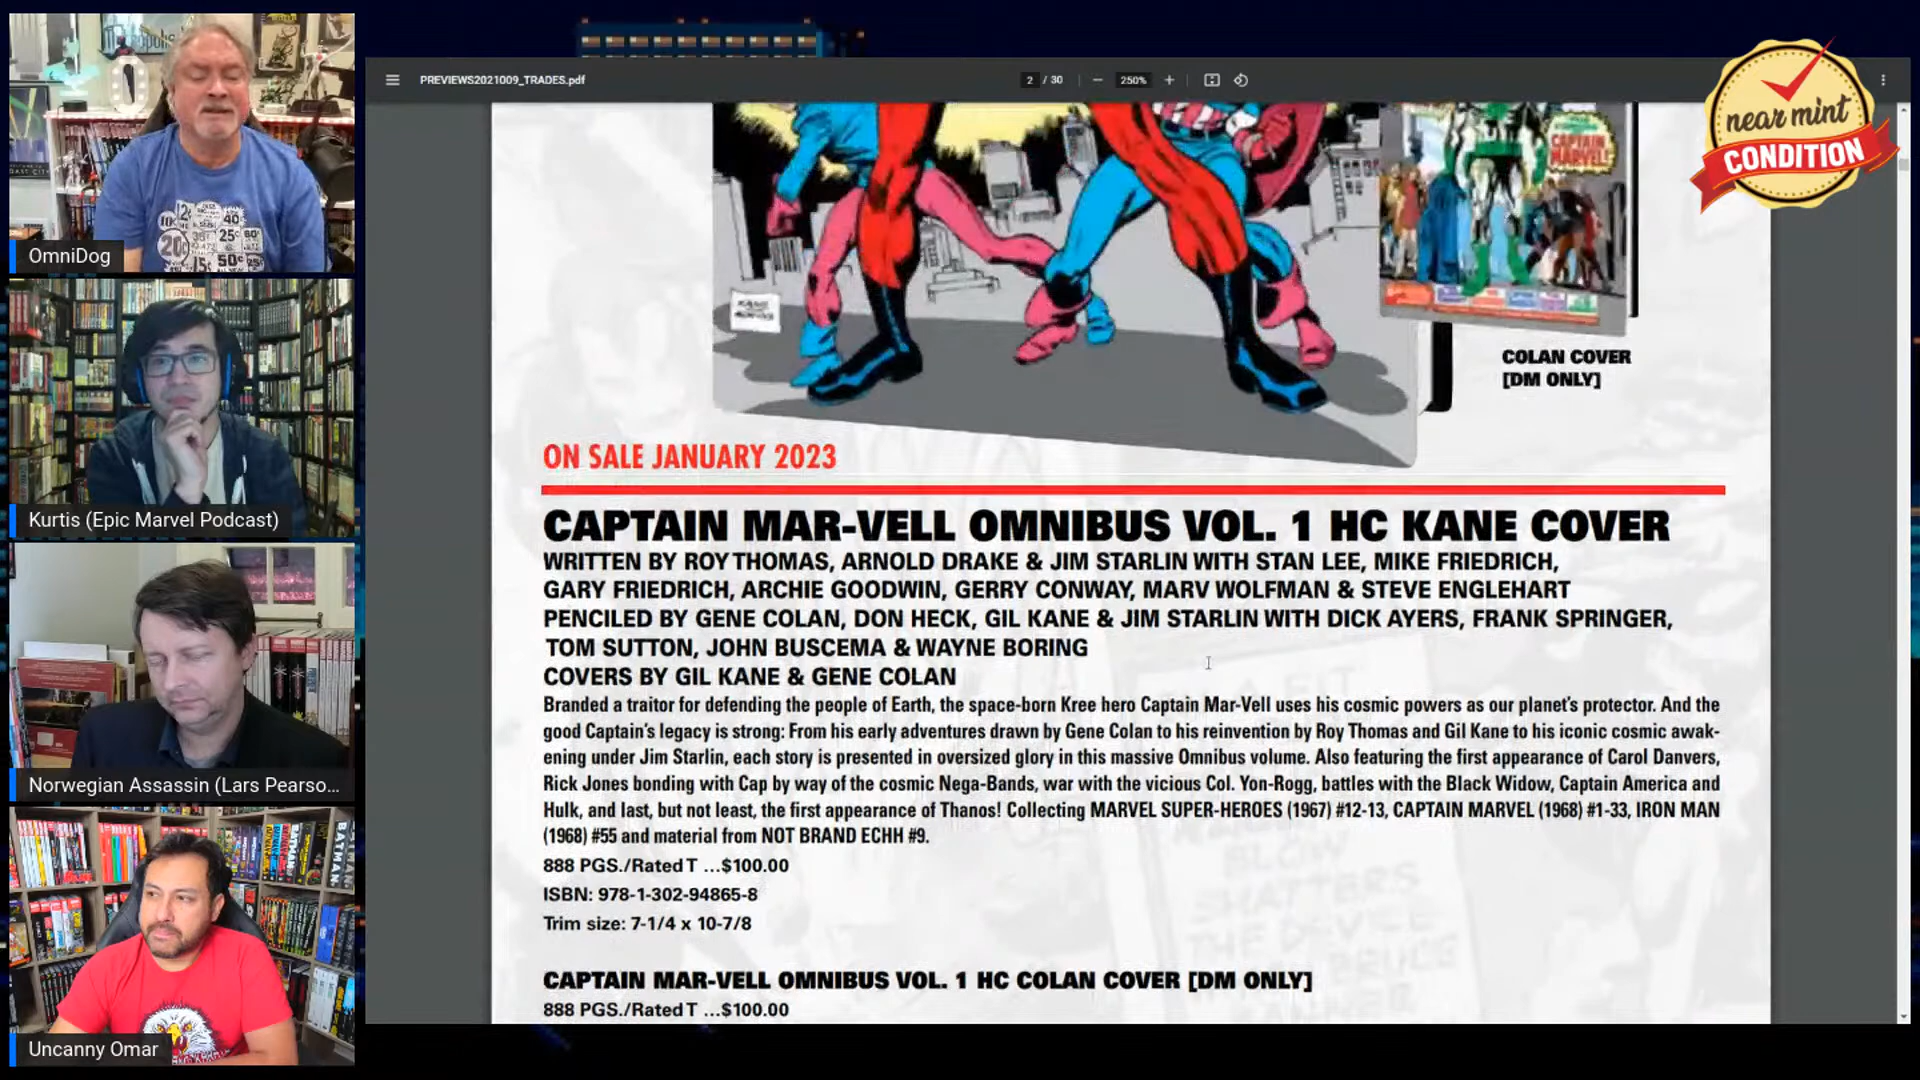 OmniDog
Kurtis (Epic Marvel Podcast)
Norwegian Assassin (Lars Pearso...
Uncanny Omar
PREVIEWS2021009_TRADES.pdf
2 / 30
250%
near mint
CONDITION
CAPTAIN
MARVEL!
COLAN COVER
[DM ONLY]
ON SALE JANUARY 2023
CAPTAIN MAR-VELL OMNIBUS VOL. 1 HC KANE COVER
WRITTEN BY ROY THOMAS, ARNOLD DRAKE & JIM STARLIN WITH STAN LEE, MIKE FRIEDRICH,
GARY FRIEDRICH, ARCHIE GOODWIN, GERRY CONWAY, MARV WOLFMAN & STEVE ENGLEHART
PENCILED BY GENE COLAN, DON HECK, GIL KANE & JIM STARLIN WITH DICK AYERS, FRANK SPRINGER,
TOM SUTTON, JOHN BUSCEMA & WAYNE BORING
COVERS BY GIL KANE & GENE COLAN
Branded a traitor for defending the people of Earth, the space-born Kree hero Captain Mar-Vell uses his cosmic powers as our planet's protector. And the
good Captain's legacy is strong: From his early adventures drawn by Gene Colan to his reinvention by Roy Thomas and Gil Kane to his iconic cosmic awak-
ening under Jim Starlin, each story is presented in oversized glory in this massive Omnibus volume. Also featuring the first appearance of Carol Danvers,
Rick Jones bonding with Cap by way of the cosmic Nega-Bands, war with the vicious Col. Yon-Rogg, battles with the Black Widow, Captain America and
Hulk, and last, but not least, the first appearance of Thanos! Collecting MARVEL SUPER-HEROES (1967) #12-13, CAPTAIN MARVEL (1968) #1-33, IRON MAN
(1968) #55 and material from NOT BRAND ECHH #9.
888 PGS./Rated T ...$100.00
ISBN: 978-1-302-94865-8
Trim size: 7-1/4 x 10-7/8
CAPTAIN MAR-VELL OMNIBUS VOL. 1 HC COLAN COVER [DM ONLY]
888 PGS./Rated T ...$100.00